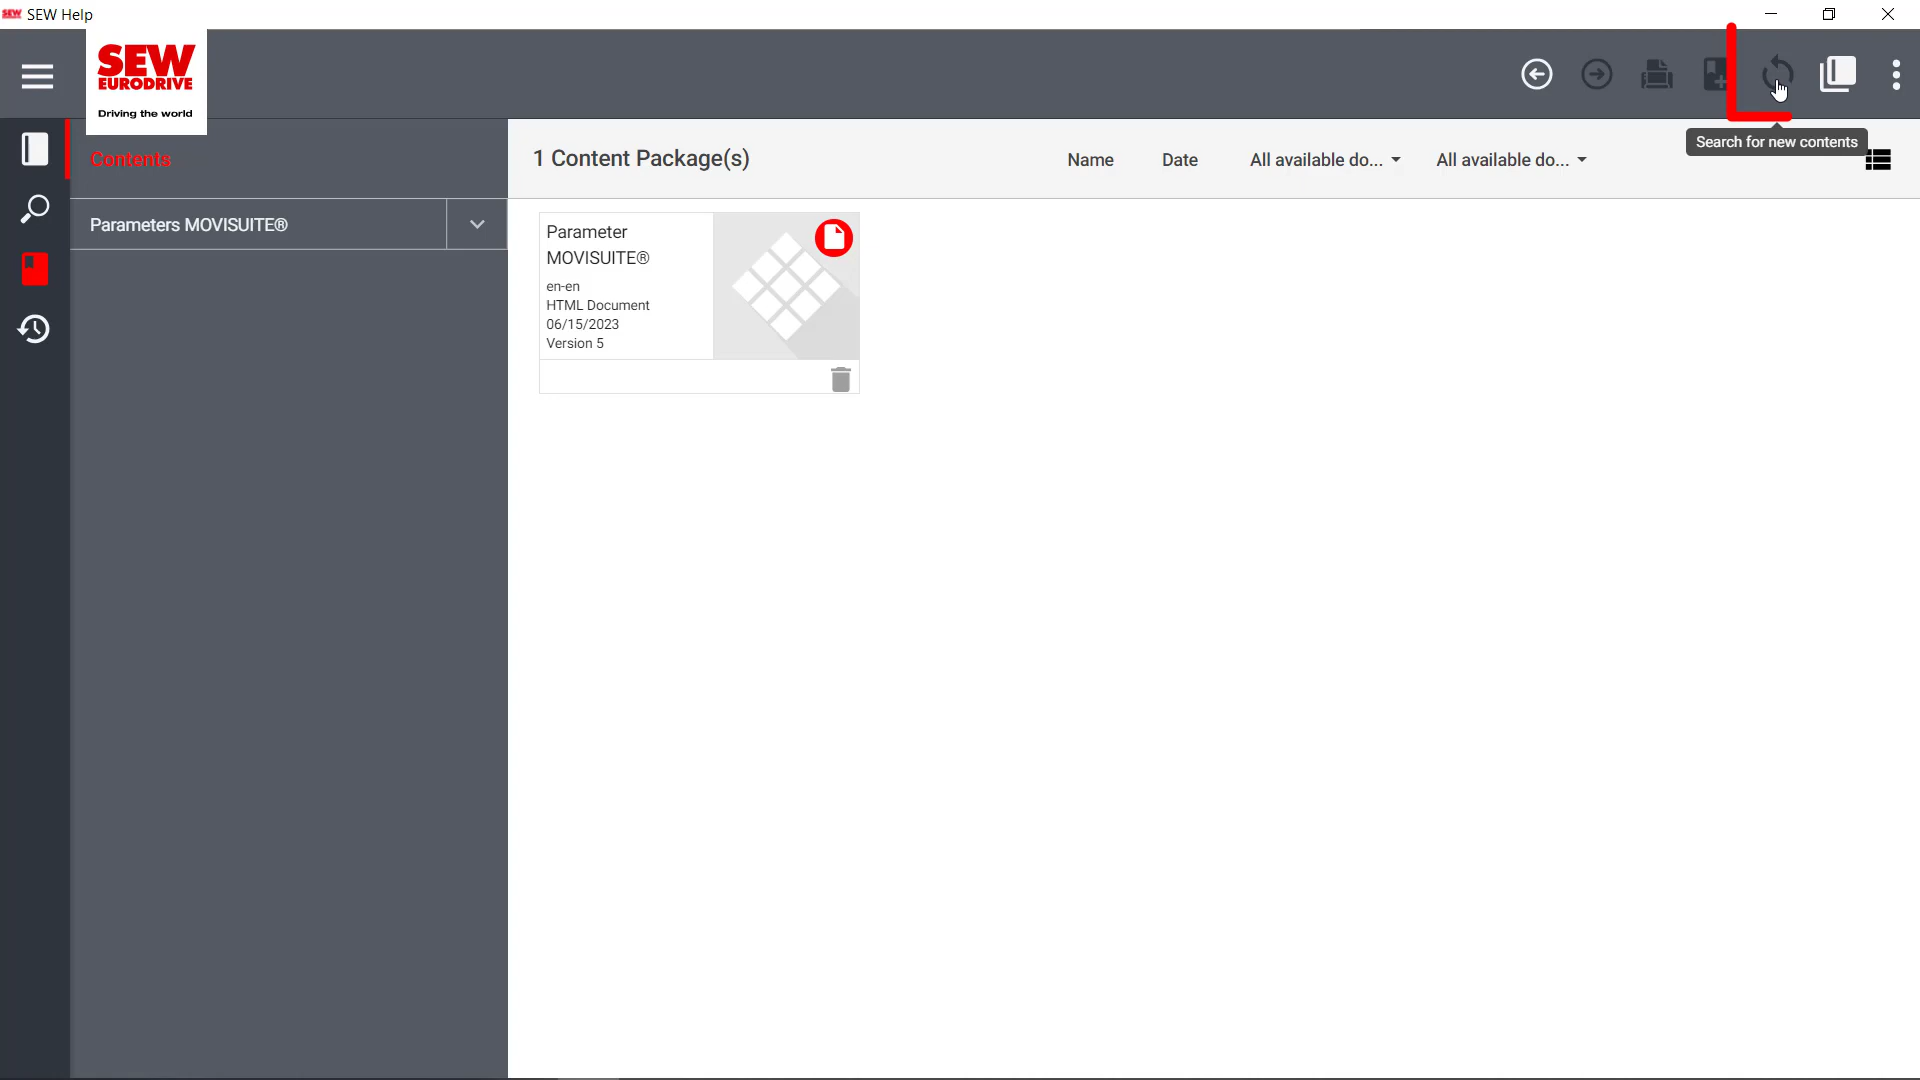 SEW SEW Help
SEW
EURODRIVE
Driving the world
Search for new contents
Contents
1 Content Package(s)
Name
Date
All available do...
All available do...
Parameters MOVISUITE®
Parameter
MOVISUITE®
en-en
HTML Document
06/15/2023
Version 5